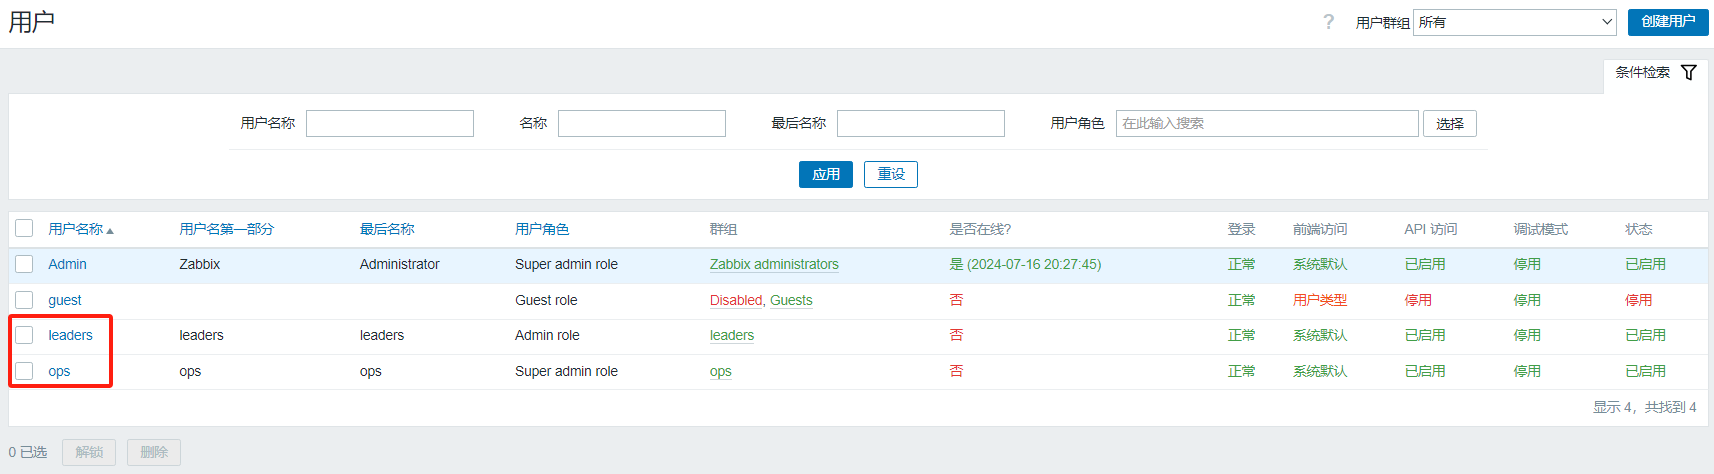 用户
? 用户群组 所有 创建用户
条件检索
用户名称 名称 最后名称 用户角色 在此输入搜索 选择
应用 重设
用户名称 用户名第一部分 最后名称 用户角色 群组 是否在线? 登录 前端访问 API 访问 调试模式 状态
Admin Zabbix Administrator Super admin role Zabbix administrators 是 (2024-07-16 20:27:45) 正常 系统默认 已启用 停用 已启用
guest Guest role Disabled, Guests 否 正常 用户类型 停用 停用 停用
leaders leaders leaders Admin role leaders 否 正常 系统默认 已启用 停用 已启用
ops ops ops Super admin role ops 否 正常 系统默认 已启用 停用 已启用
显示 4，共找到 4
0 已选 解锁 删除